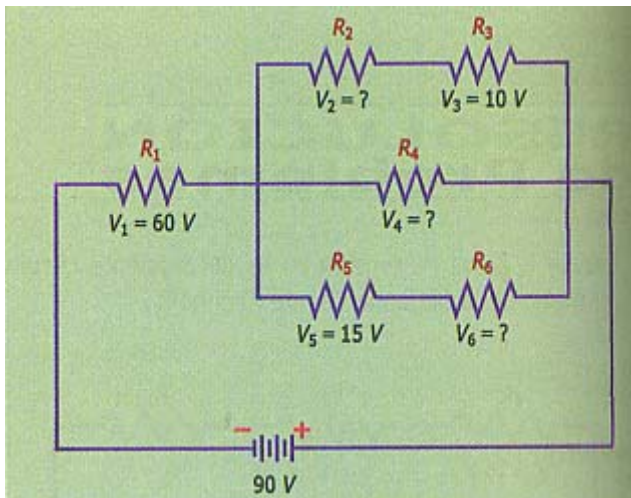 R₂
R₃
V₂ = ?
V₃ = 10 V
R₁
R₄
V₁ = 60 V
V₄ = ?
R₅
R₆
V₅ = 15 V
V₆ = ?
− +
90 V